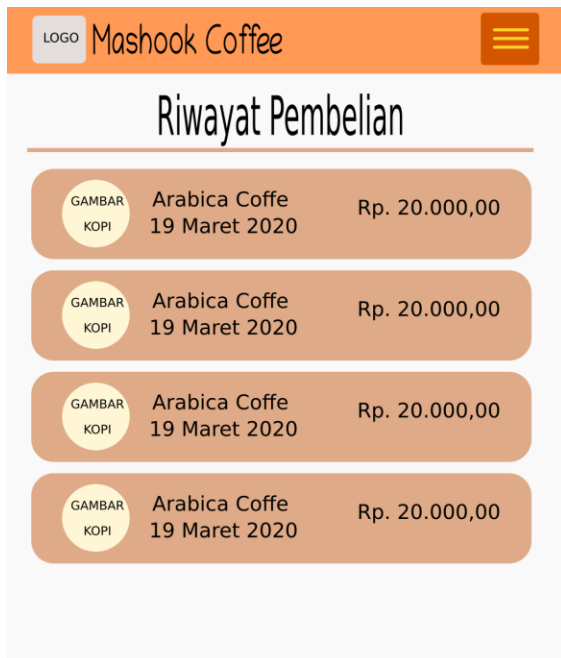 LOGO Mashook Coffee
Riwayat Pembelian
GAMBAR
KOPI
Arabica Coffe
19 Maret 2020
Rp. 20.000,00
GAMBAR
KOPI
Arabica Coffe
19 Maret 2020
Rp. 20.000,00
GAMBAR
KOPI
Arabica Coffe
19 Maret 2020
Rp. 20.000,00
GAMBAR
KOPI
Arabica Coffe
19 Maret 2020
Rp. 20.000,00